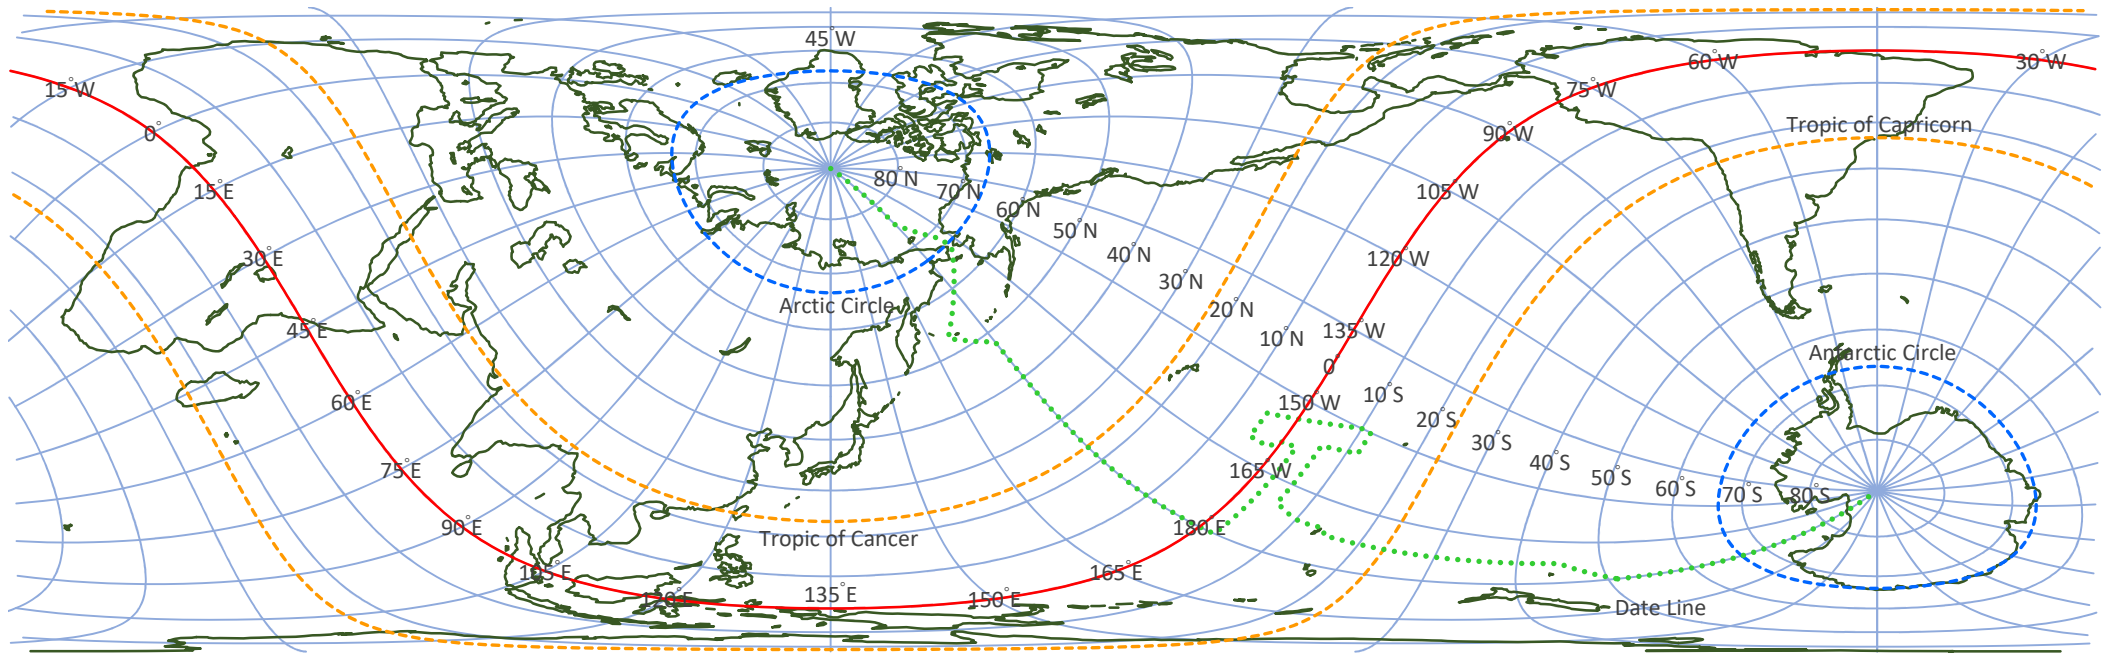 45°W
15°W
0°
15°E
30°E
45°E
60°E
75°E
90°E
105°E
120°E
135°E
150°E
165°E
180°E
165°W
150°W
135°W
120°W
105°W
90°W
75°W
60°W
30°W
80°N
70°N
60°N
50°N
40°N
30°N
20°N
10°N
0°
10°S
20°S
30°S
40°S
50°S
60°S
70°S
80°S
Arctic Circle
Tropic of Cancer
Tropic of Capricorn
Antarctic Circle
Date Line